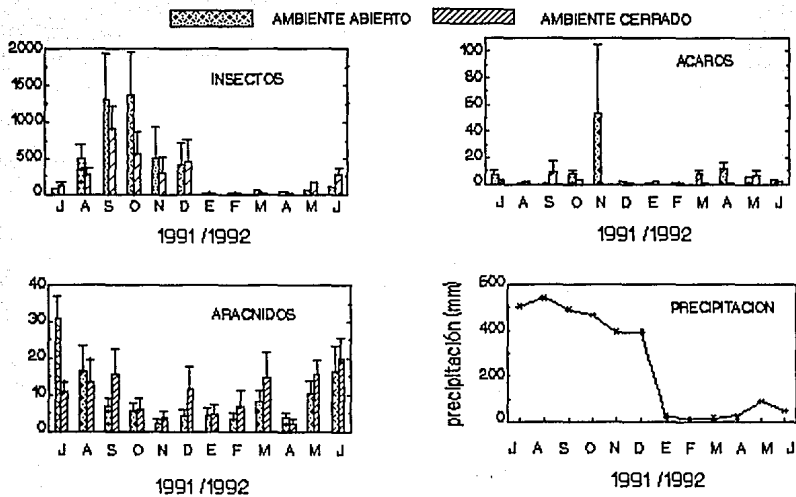 AMBIENTE ABIERTO AMBIENTE CERRADO
2000
1500
1000
500
0
INSECTOS
J A S O N D E F M A M J
1991/1992
100
80
60
40
20
0
ACAROS
J A S O N D E F M A M J
1991/1992
40
30
20
10
0
ARACNIDOS
J A S O N D E F M A M J
1991/1992
precipitación (mm)
600
400
200
0
PRECIPITACION
J A S O N D E F M A M J
1991/1992